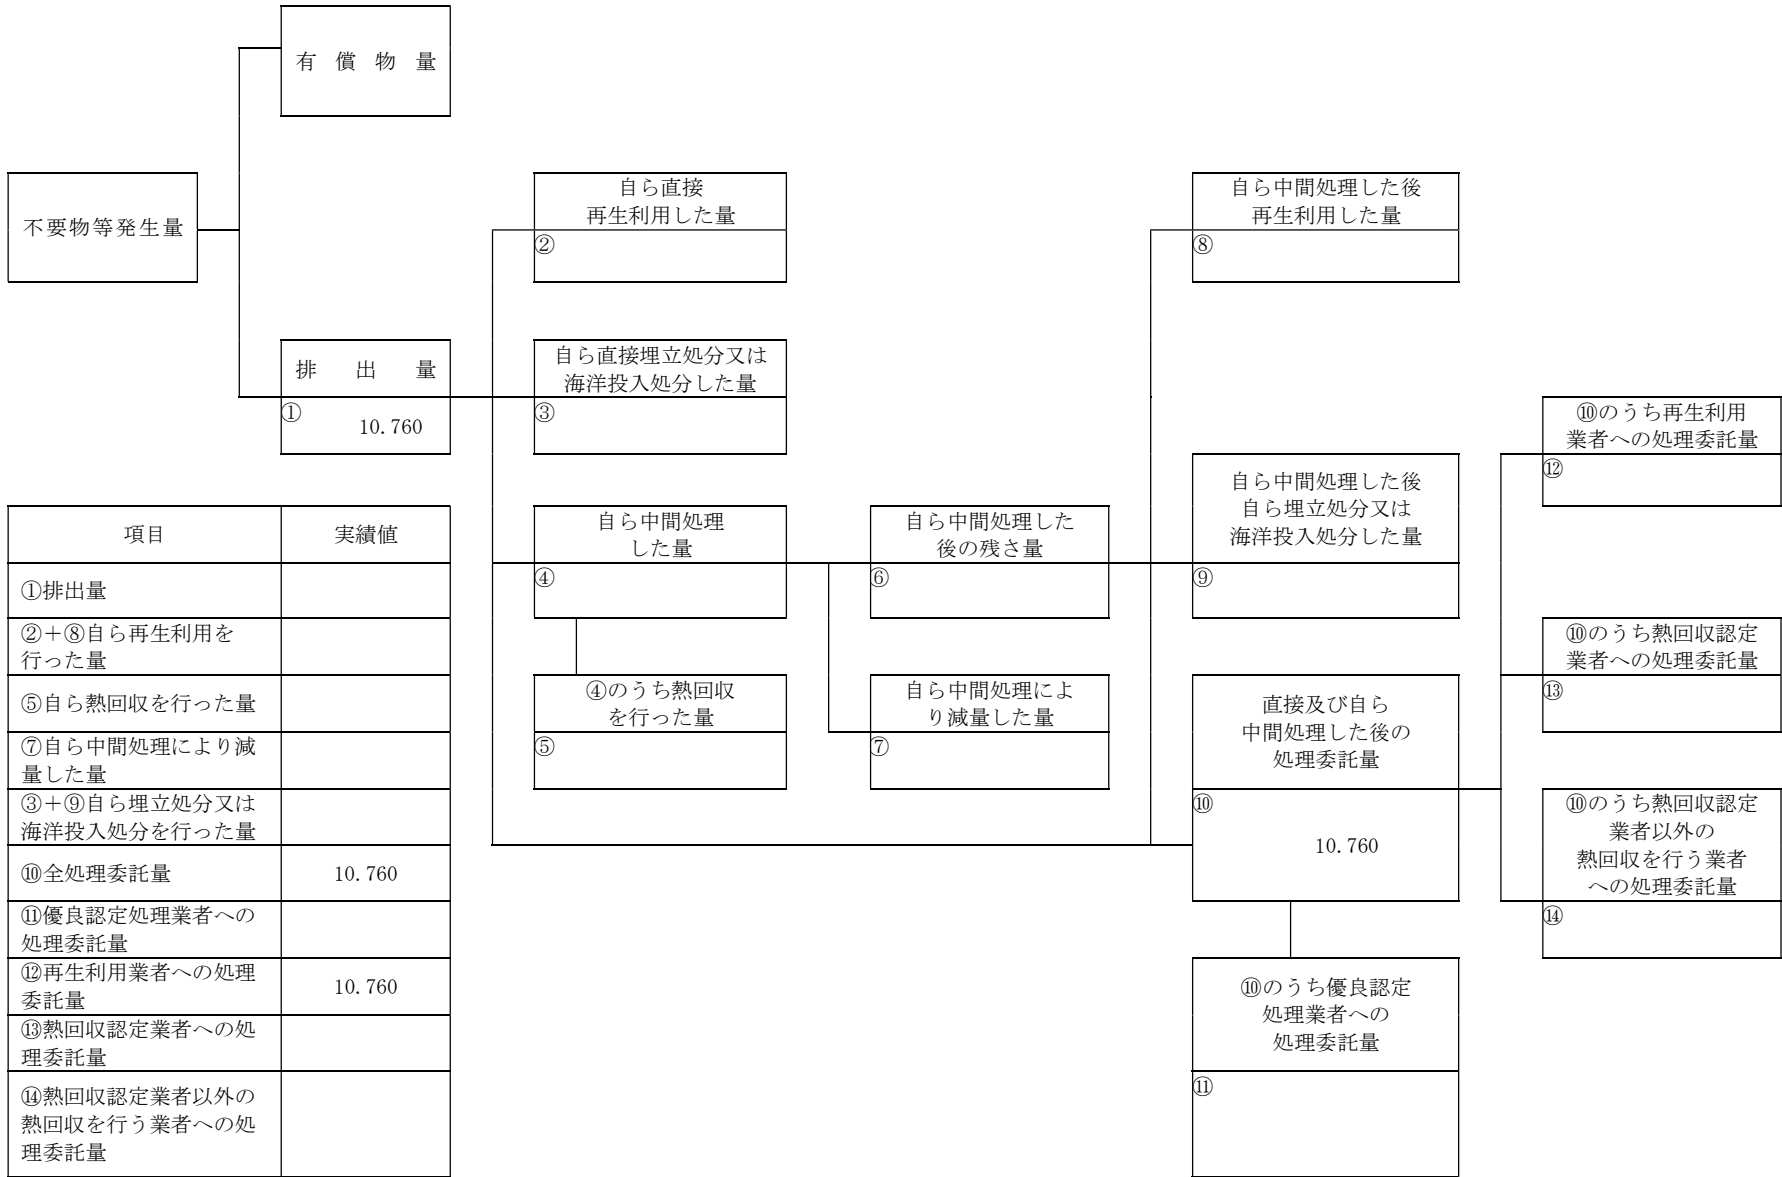 有償物量
不要物等発生量
自ら直接
再生利用した量
②
自ら中間処理した後
再生利用した量
⑧
排出量
①
10.760
自ら直接埋立処分又は
海洋投入処分した量
③
⑩のうち再生利用
業者への処理委託量
⑫
自ら中間処理した後
自ら埋立処分又は
海洋投入処分した量
⑨
自ら中間処理
した量
④
自ら中間処理した
後の残さ量
⑥
⑩のうち熱回収認定
業者への処理委託量
⑬
④のうち熱回収
を行った量
⑤
自ら中間処理によ
り減量した量
⑦
直接及び自ら
中間処理した後の
処理委託量
⑩
10.760
⑩のうち熱回収認定
業者以外の
熱回収を行う業者
への処理委託量
⑭
⑩のうち優良認定
処理業者への
処理委託量
⑪
項目 実績値
①排出量
②+⑧自ら再生利用を
行った量
⑤自ら熱回収を行った量
⑦自ら中間処理により減
量した量
③+⑨自ら埋立処分又は
海洋投入処分を行った量
⑩全処理委託量 10.760
⑪優良認定処理業者への
処理委託量
⑫再生利用業者への処理
委託量 10.760
⑬熱回収認定業者への処
理委託量
⑭熱回収認定業者以外の
熱回収を行う業者への処
理委託量